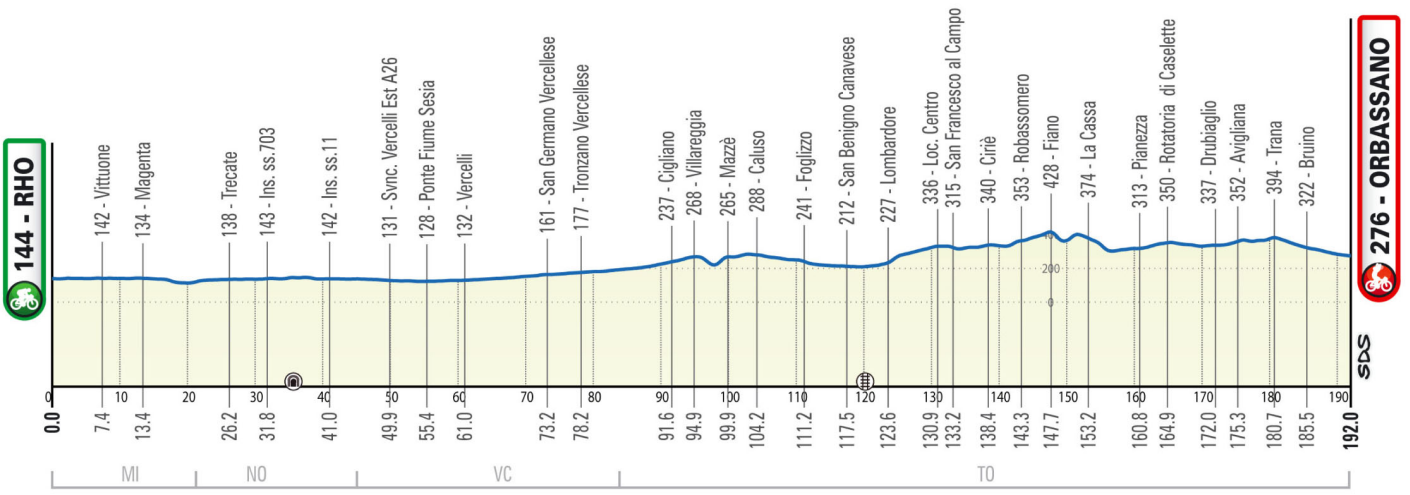 144 - RHO
142 - Vittuone
134 - Magenta
138 - Trecate
143 - Ins. ss.703
142 - Ins. ss.11
131 - Svnc. Vercelli Est A26
128 - Ponte Fiume Sesia
132 - Vercelli
161 - San Germano Vercellese
177 - Tronzano Vercellese
237 - Cigliano
268 - Villareggia
265 - Mazzè
288 - Caluso
241 - Foglizzo
212 - San Benigno Canavese
227 - Lombardore
336 - Loc. Centro
315 - San Francesco al Campo
340 - Ciriè
353 - Robassomero
428 - Fiano
374 - La Cassa
313 - Pianezza
350 - Rotatoria di Caselette
337 - Drubiaglio
352 - Avigliana
394 - Trana
322 - Bruino
276 - ORBASSANO
200
0
SDS
0 10 20 30 40 50 60 70 80 90 100 110 120 130 140 150 160 170 180 190
0.0 7.4 13.4 26.2 31.8 41.0 49.9 55.4 61.0 73.2 78.2 91.6 94.9 99.9 104.2 111.2 117.5 123.6 130.9 133.2 138.4 143.3 147.7 153.2 160.8 164.9 172.0 175.3 180.7 185.5 192.0
MI NO VC TO